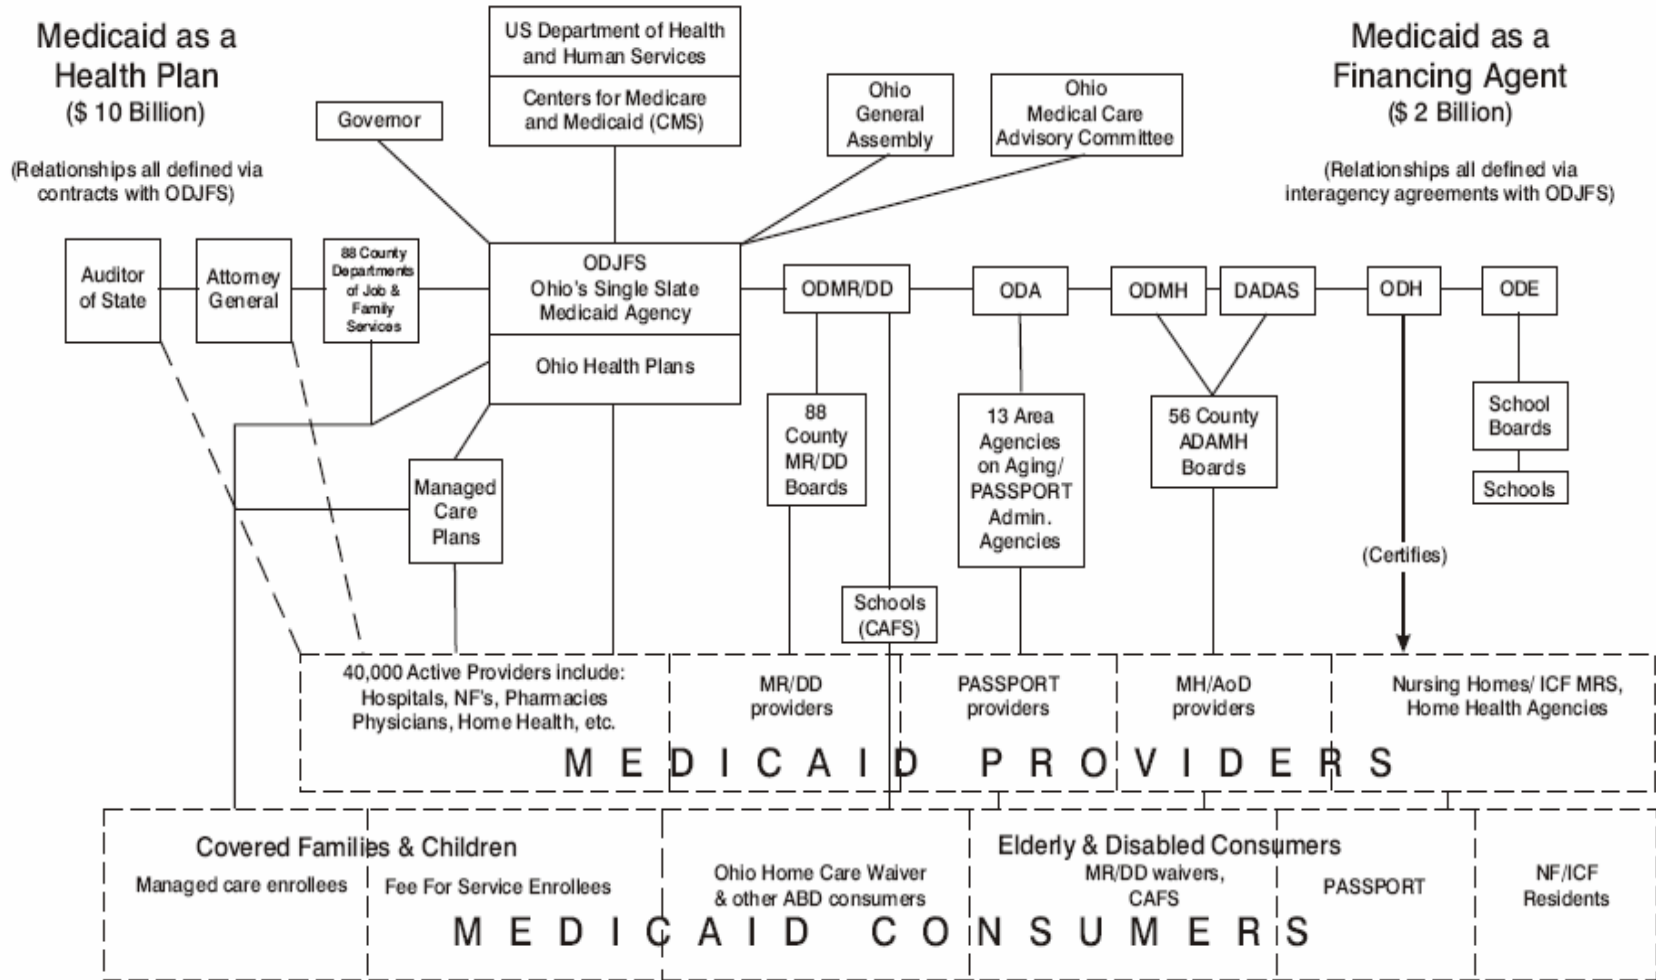 Medicaid as a
Health Plan
($ 10 Billion)
(Relationships all defined via
contracts with ODJFS)
US Department of Health
and Human Services
Centers for Medicare
and Medicaid (CMS)
Governor
Ohio
General
Assembly
Ohio
Medical Care
Advisory Committee
Medicaid as a
Financing Agent
($ 2 Billion)
(Relationships all defined via
interagency agreements with ODJFS)
Auditor
of State
Attorney
General
88 County
Departments
of Job &
Family
Services
ODJFS
Ohio's Single Slate
Medicaid Agency
Ohio Health Plans
ODMR/DD
ODA
ODMH
DADAS
ODH
ODE
Managed
Care
Plans
88
County
MR/DD
Boards
13 Area
Agencies
on Aging/
PASSPORT
Admin.
Agencies
56 County
ADAMH
Boards
School
Boards
Schools
(Certifies)
Schools
(CAFS)
40,000 Active Providers include:
Hospitals, NF's, Pharmacies
Physicians, Home Health, etc.
MR/DD
providers
PASSPORT
providers
MH/AoD
providers
Nursing Homes/ ICF MRS,
Home Health Agencies
MEDICAID PROVIDERS
Covered Families & Children
Managed care enrollees
Fee For Service Enrollees
Ohio Home Care Waiver
& other ABD consumers
Elderly & Disabled Consumers
MR/DD waivers,
CAFS
PASSPORT
NF/ICF
Residents
MEDICAID CONSUMERS